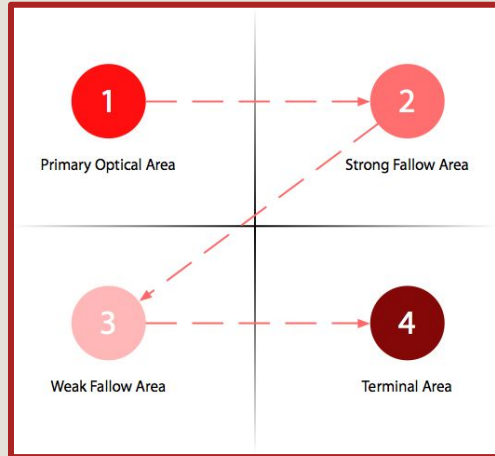 1
2
Primary Optical Area
Strong Fallow Area
3
4
Weak Fallow Area
Terminal Area